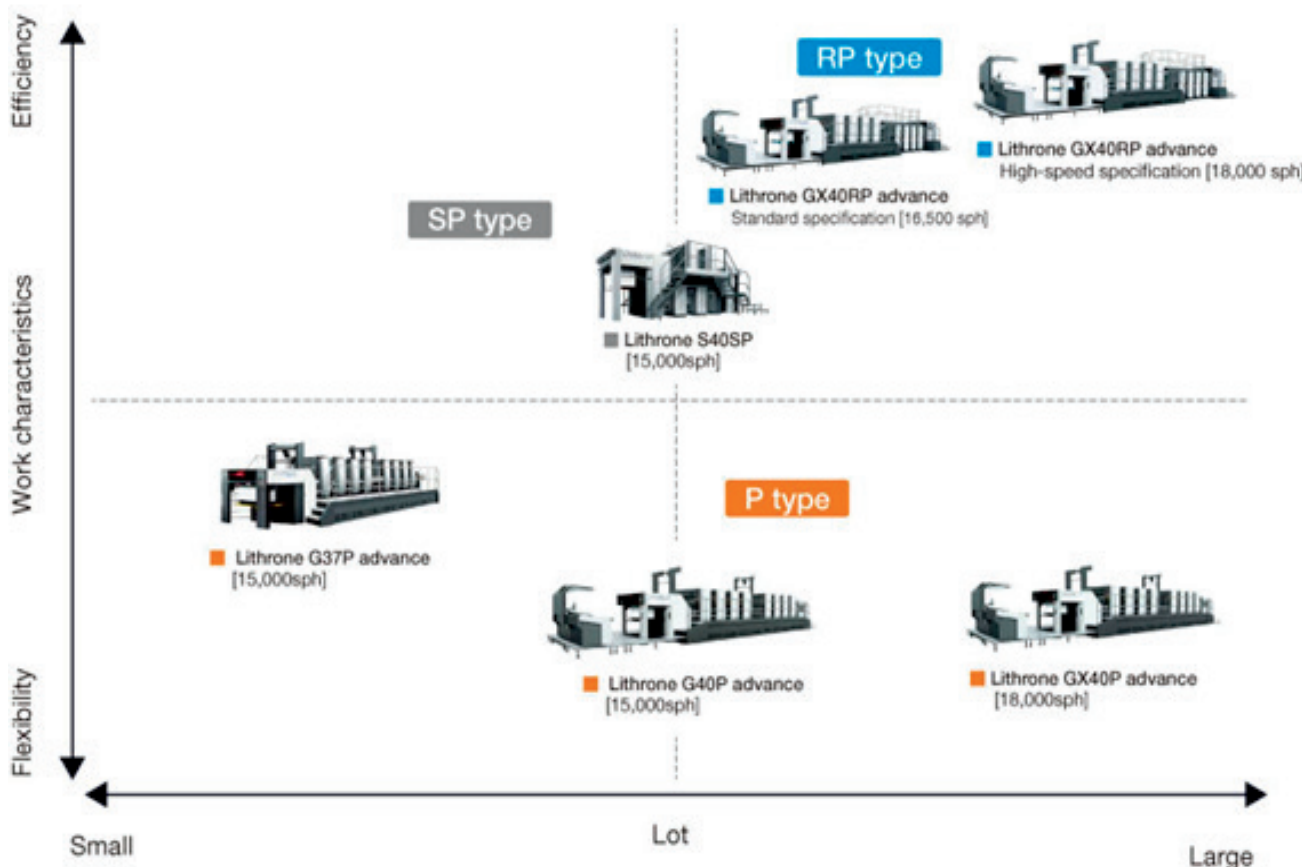 Efficiency
RP type
Lithrone GX40RP advance
High-speed specification [18,000 sph]
Lithrone GX40RP advance
Standard specification [16,500 sph]
SP type
Lithrone S40SP
[15,000sph]
Work characteristics
P type
Lithrone G37P advance
[15,000sph]
Lithrone G40P advance
[15,000sph]
Lithrone GX40P advance
[18,000sph]
Flexibility
Small
Lot
Large